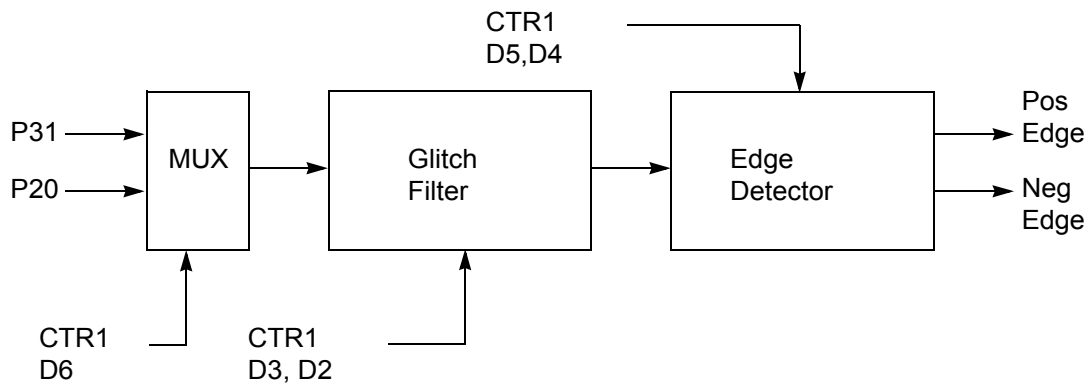 CTR1
D5,D4
P31
P20
MUX
Glitch
Filter
Edge
Detector
Pos
Edge
Neg
Edge
CTR1
D6
CTR1
D3, D2